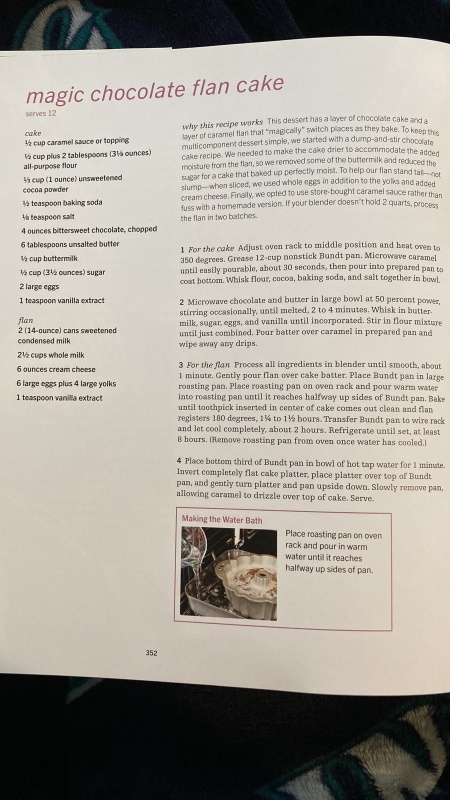 magic chocolate flan cake
serves 12
cake
½ cup caramel sauce or topping
½ cup plus 2 tablespoons (3⅛ ounces)
all-purpose flour
⅓ cup (1 ounce) unsweetened
cocoa powder
½ teaspoon baking soda
¼ teaspoon salt
4 ounces bittersweet chocolate, chopped
6 tablespoons unsalted butter
½ cup buttermilk
½ cup (3½ ounces) sugar
2 large eggs
1 teaspoon vanilla extract
flan
2 (14-ounce) cans sweetened
condensed milk
2½ cups whole milk
6 ounces cream cheese
6 large eggs plus 4 large yolks
1 teaspoon vanilla extract
why this recipe works This dessert has a layer of chocolate cake and a
layer of caramel flan that "magically" switch places as they bake. To keep this
multicomponent dessert simple, we started with a dump-and-stir chocolate
cake recipe. We needed to make the cake drier to accommodate the added
moisture from the flan, so we removed some of the buttermilk and reduced the
sugar for a cake that baked up perfectly moist. To help our flan stand tall—not
slump—when sliced, we used whole eggs in addition to the yolks and added
cream cheese. Finally, we opted to use store-bought caramel sauce rather than
fuss with a homemade version. If your blender doesn't hold 2 quarts, process
the flan in two batches.
1 For the cake Adjust oven rack to middle position and heat oven to
350 degrees. Grease 12-cup nonstick Bundt pan. Microwave caramel
until easily pourable, about 30 seconds, then pour into prepared pan to
coat bottom. Whisk flour, cocoa, baking soda, and salt together in bowl.
2 Microwave chocolate and butter in large bowl at 50 percent power,
stirring occasionally, until melted, 2 to 4 minutes. Whisk in butter-
milk, sugar, eggs, and vanilla until incorporated. Stir in flour mixture
until just combined. Pour batter over caramel in prepared pan and
wipe away any drips.
3 For the flan Process all ingredients in blender until smooth, about
1 minute. Gently pour flan over cake batter. Place Bundt pan in large
roasting pan. Place roasting pan on oven rack and pour warm water
into roasting pan until it reaches halfway up sides of Bundt pan. Bake
until toothpick inserted in center of cake comes out clean and flan
registers 180 degrees, 1¼ to 1½ hours. Transfer Bundt pan to wire rack
and let cool completely, about 2 hours. Refrigerate until set, at least
8 hours. (Remove roasting pan from oven once water has cooled.)
4 Place bottom third of Bundt pan in bowl of hot tap water for 1 minute.
Invert completely flat cake platter, place platter over top of Bundt
pan, and gently turn platter and pan upside down. Slowly remove pan,
allowing caramel to drizzle over top of cake. Serve.
Making the Water Bath
Place roasting pan on oven
rack and pour in warm
water until it reaches
halfway up sides of pan.
352